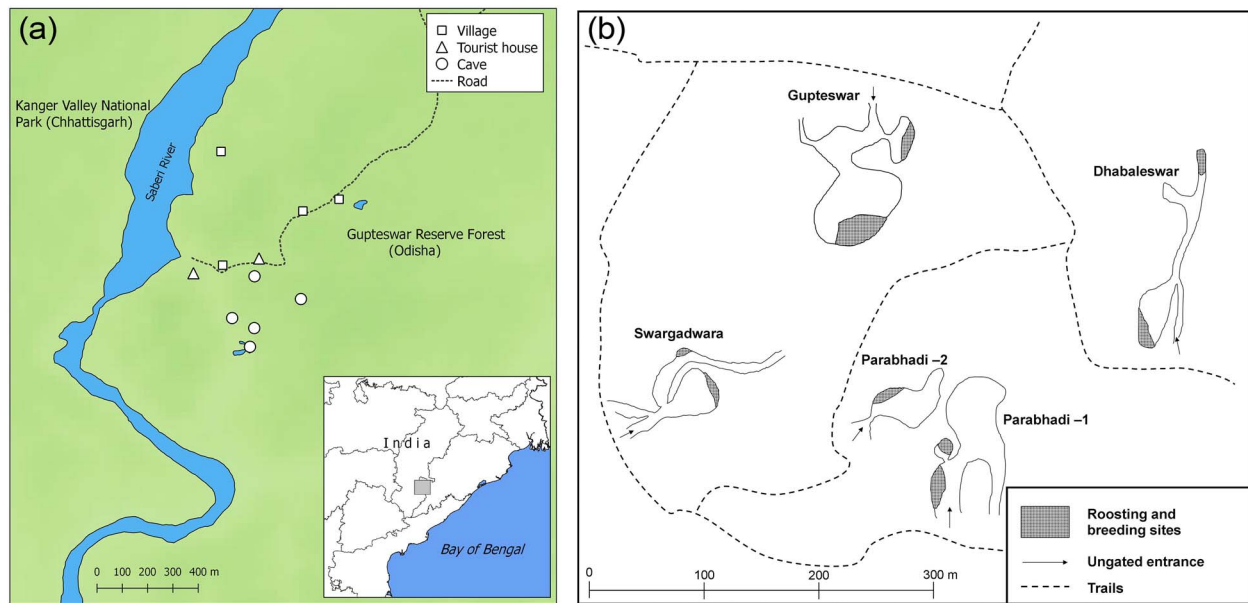 (a)
Village
Tourist house
Cave
Road
Kanger Valley National
Park (Chhattisgarh)
Saberi River
Gupteswar Reserve Forest
(Odisha)
India
Bay of Bengal
0 100 200 300 400 m
(b)
Gupteswar
Dhabaleswar
Swargadwara
Parabhadi –2
Parabhadi –1
Roosting and
breeding sites
Ungated entrance
Trails
0 100 200 300 m